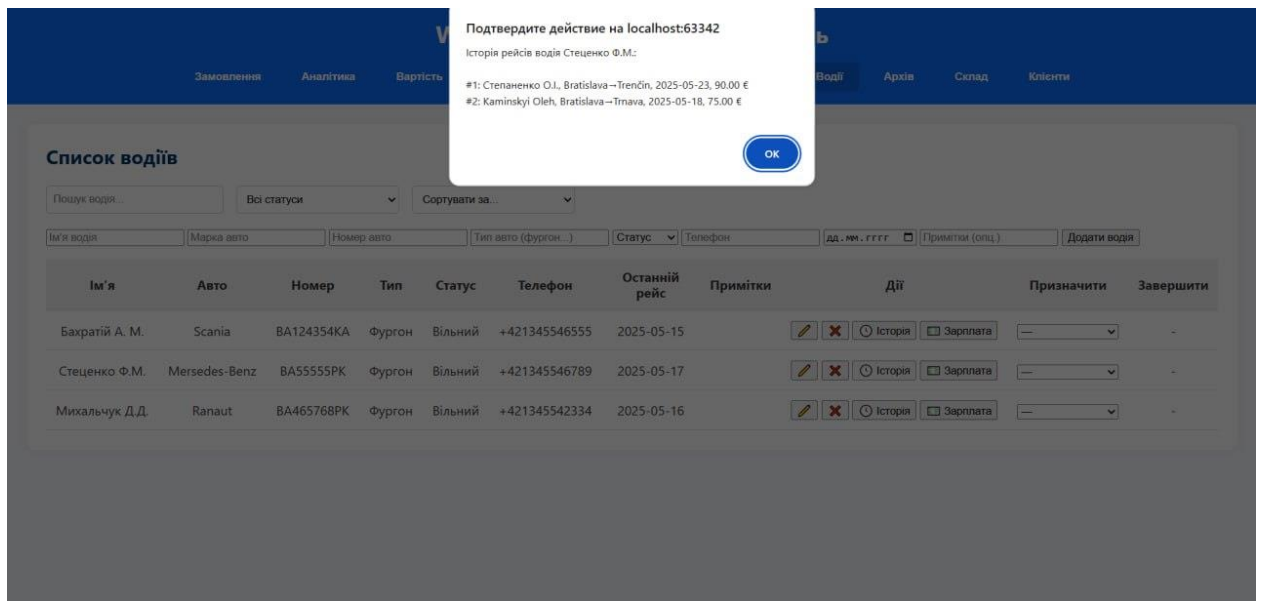 Подтвердите действие на localhost:63342
Історія рейсів водія Стеценко Ф.М.:
#1: Степаненко О.І., Bratislava→Trenčín, 2025-05-23, 90.00 €
#2: Kaminskyi Oleh, Bratislava→Trnava, 2025-05-18, 75.00 €
ОК
Замовлення Аналітика Вартість Водії Архів Склад Клієнти
Список водіїв
Пошук водія... Всі статуси Сортувати за...
Ім'я водія Марка авто Номер авто Тип авто (фургон...) Статус Телефон дд.мм.гггг Примітки (опц.) Додати водія
Ім'я Авто Номер Тип Статус Телефон Останній рейс Примітки Дії Призначити Завершити
Бахратій А. М. Scania BA124354KA Фургон Вільний +421345546555 2025-05-15 Історія Зарплата — -
Стеценко Ф.М. Mersedes-Benz BA55555PK Фургон Вільний +421345546789 2025-05-17 Історія Зарплата — -
Михальчук Д.Д. Ranaut BA465768PK Фургон Вільний +421345542334 2025-05-16 Історія Зарплата — -